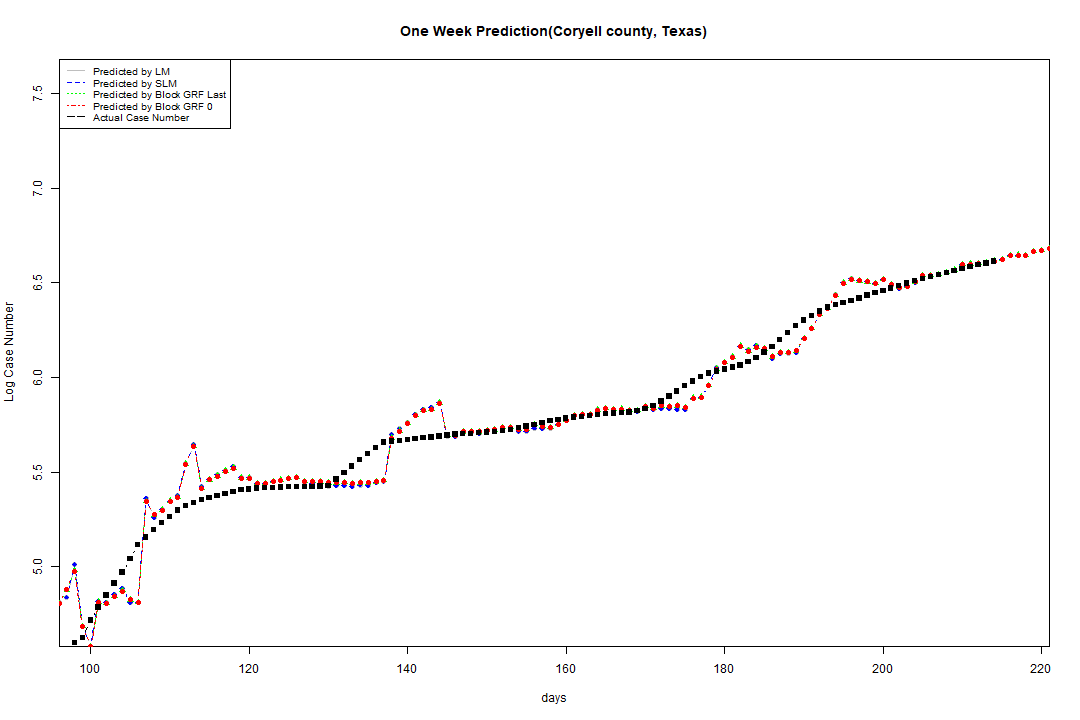 One Week Prediction(Coryell county, Texas)
Predicted by LM
Predicted by SLM
Predicted by Block GRF Last
Predicted by Block GRF 0
Actual Case Number
7.5
7.0
6.5
6.0
5.5
5.0
Log Case Number
100 120 140 160 180 200 220
days